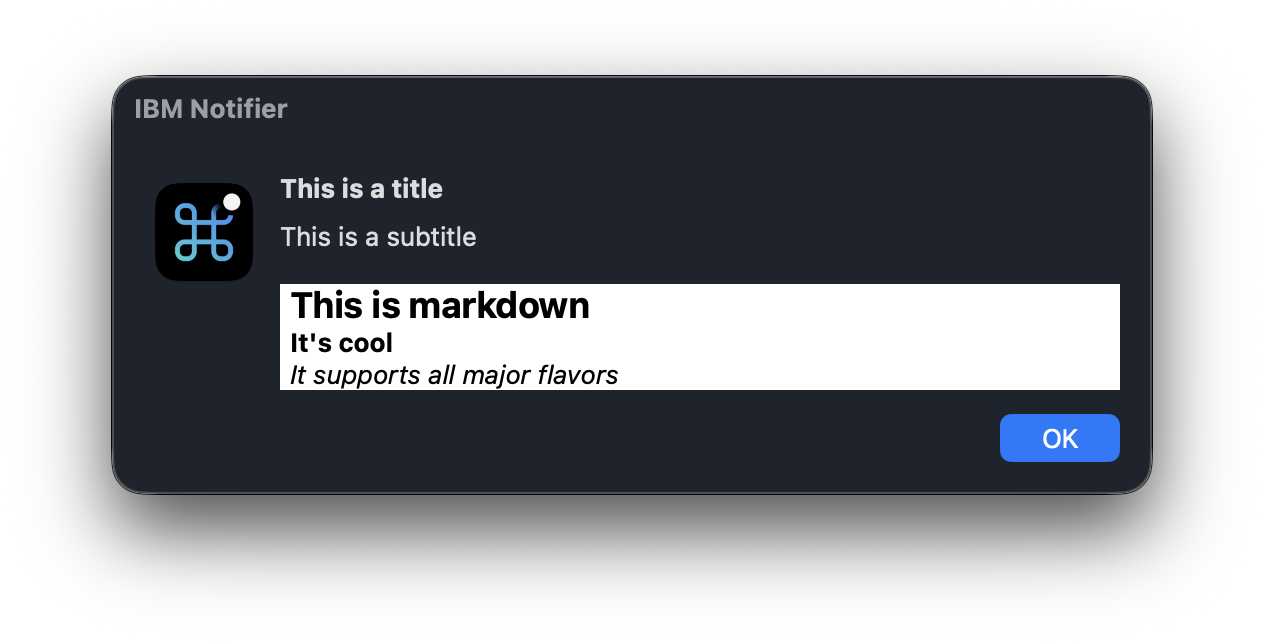 IBM Notifier
This is a title
This is a subtitle
This is markdown
It's cool
It supports all major flavors
OK